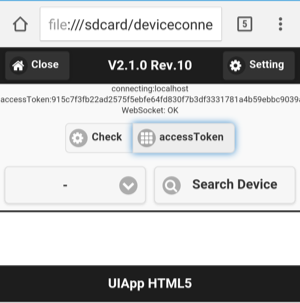 file:///sdcard/deviceconne
5
Close
V2.1.0 Rev.10
Setting
connecting:localhost
accessToken:915c7f3fb22ad2575f5ebfe64fd830f7b3df3331781a4b59ebbc9039a
WebSocket: OK
Check
accessToken
-
Search Device
UIApp HTML5